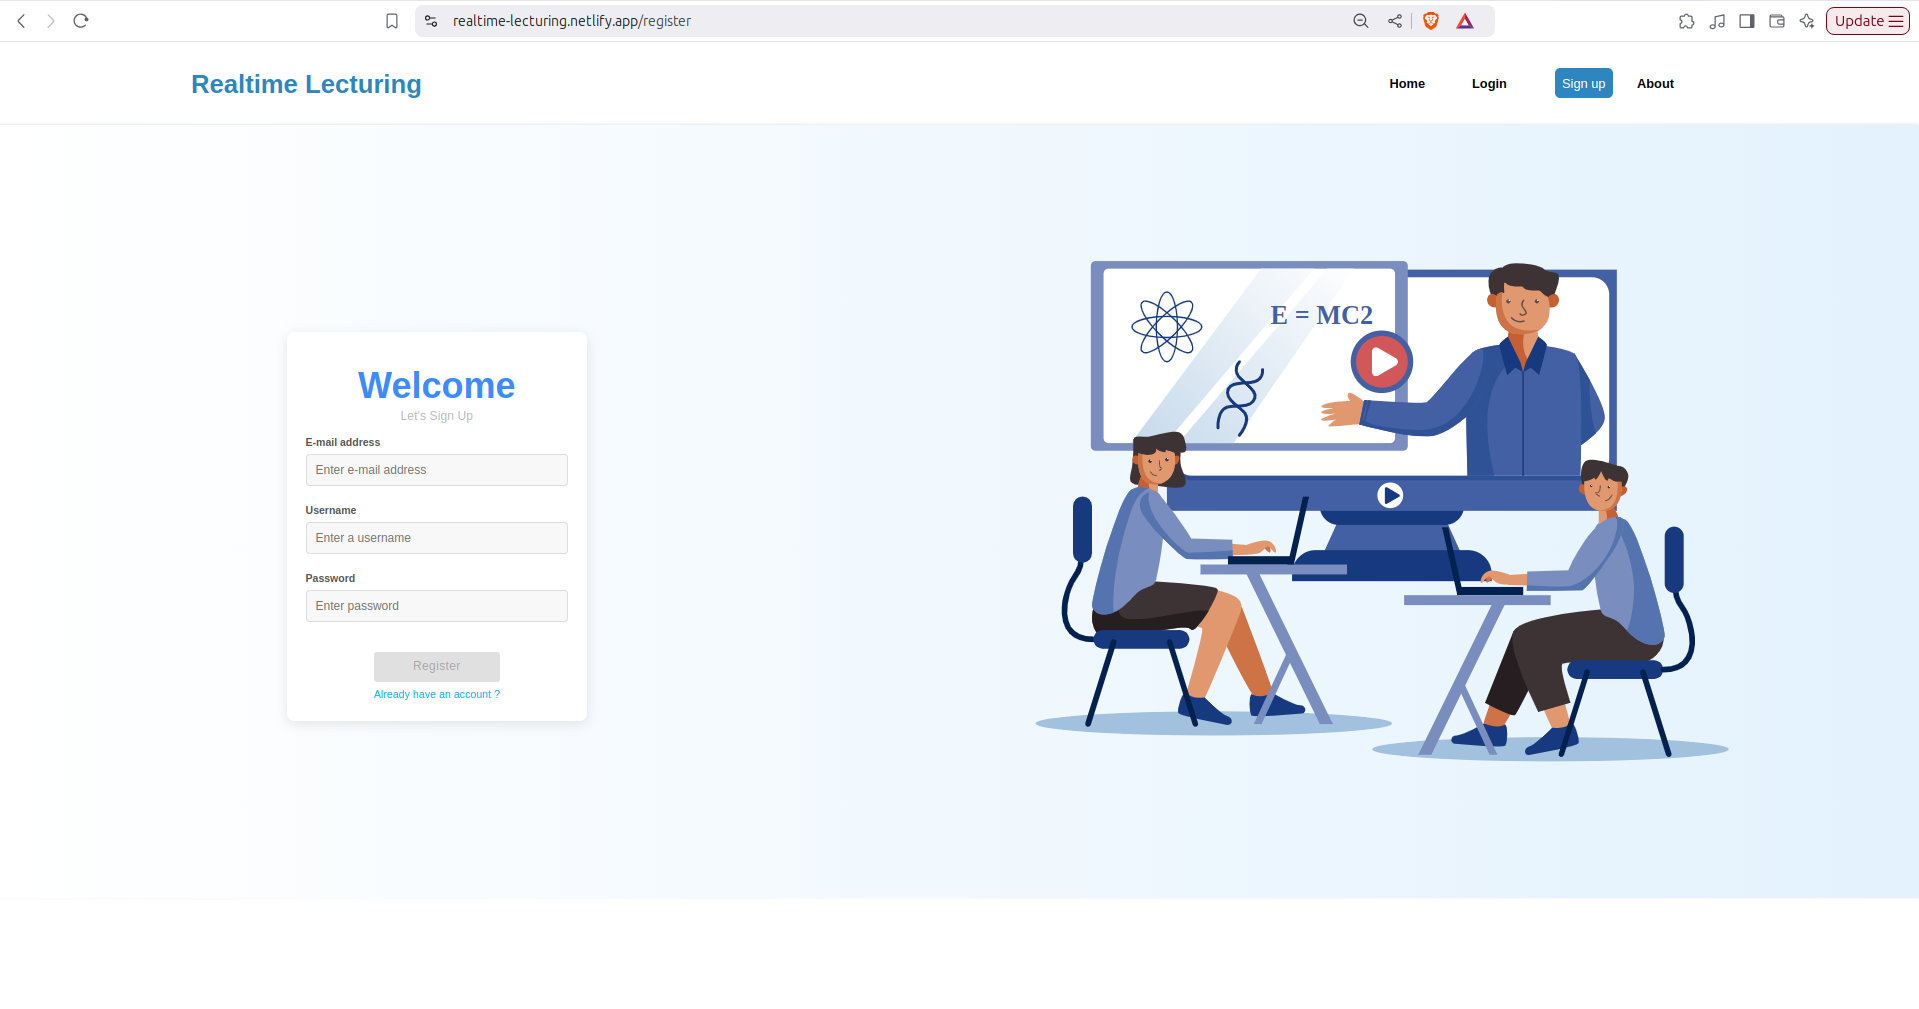 realtime-lecturing.netlify.app/register
Update
Realtime Lecturing
Home
Login
Sign up
About
E = MC2
Welcome
Let's Sign Up
E-mail address
Enter e-mail address
Username
Enter a username
Password
Enter password
Register
Already have an account ?